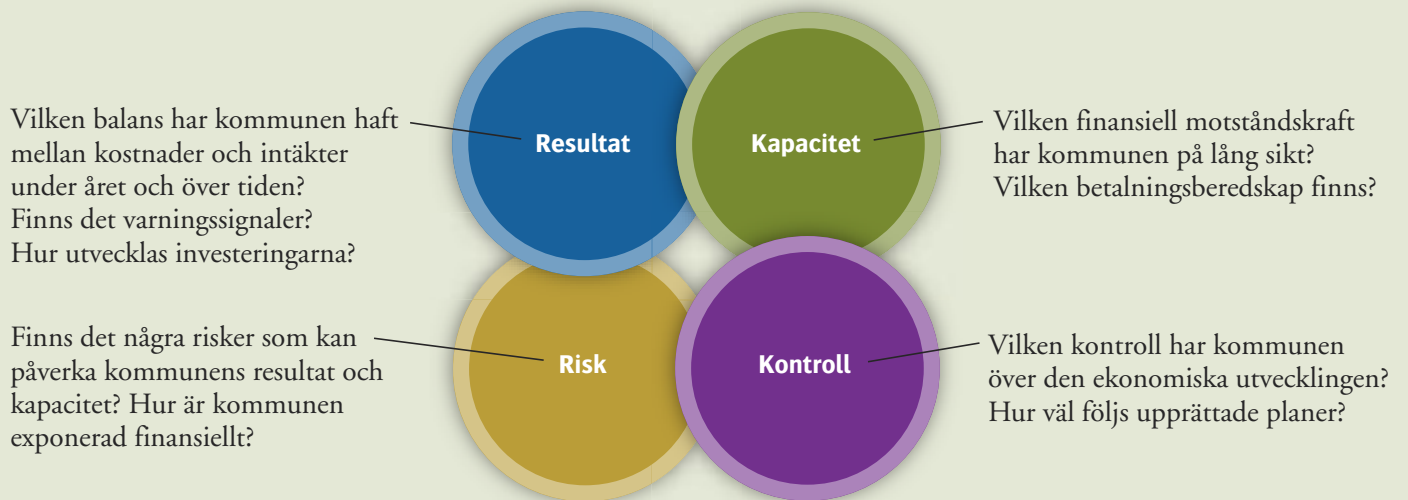 Vilken balans har kommunen haft
mellan kostnader och intäkter
under året och över tiden?
Finns det varningssignaler?
Hur utvecklas investeringarna?
Resultat
Kapacitet
Vilken finansiell motståndskraft
har kommunen på lång sikt?
Vilken betalningsberedskap finns?
Finns det några risker som kan
påverka kommunens resultat och
kapacitet? Hur är kommunen
exponerad finansiellt?
Risk
Kontroll
Vilken kontroll har kommunen
över den ekonomiska utvecklingen?
Hur väl följs upprättade planer?